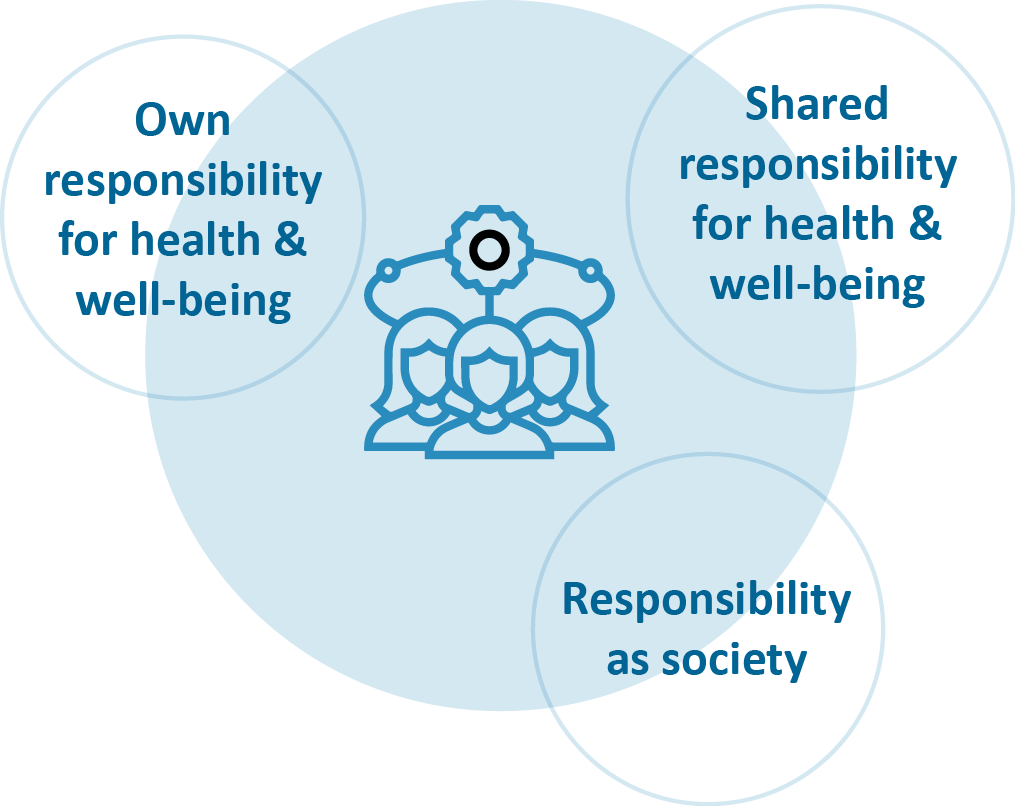 Own
responsibility
for health &
well-being
Shared
responsibility
for health &
well-being
Responsibility
as society